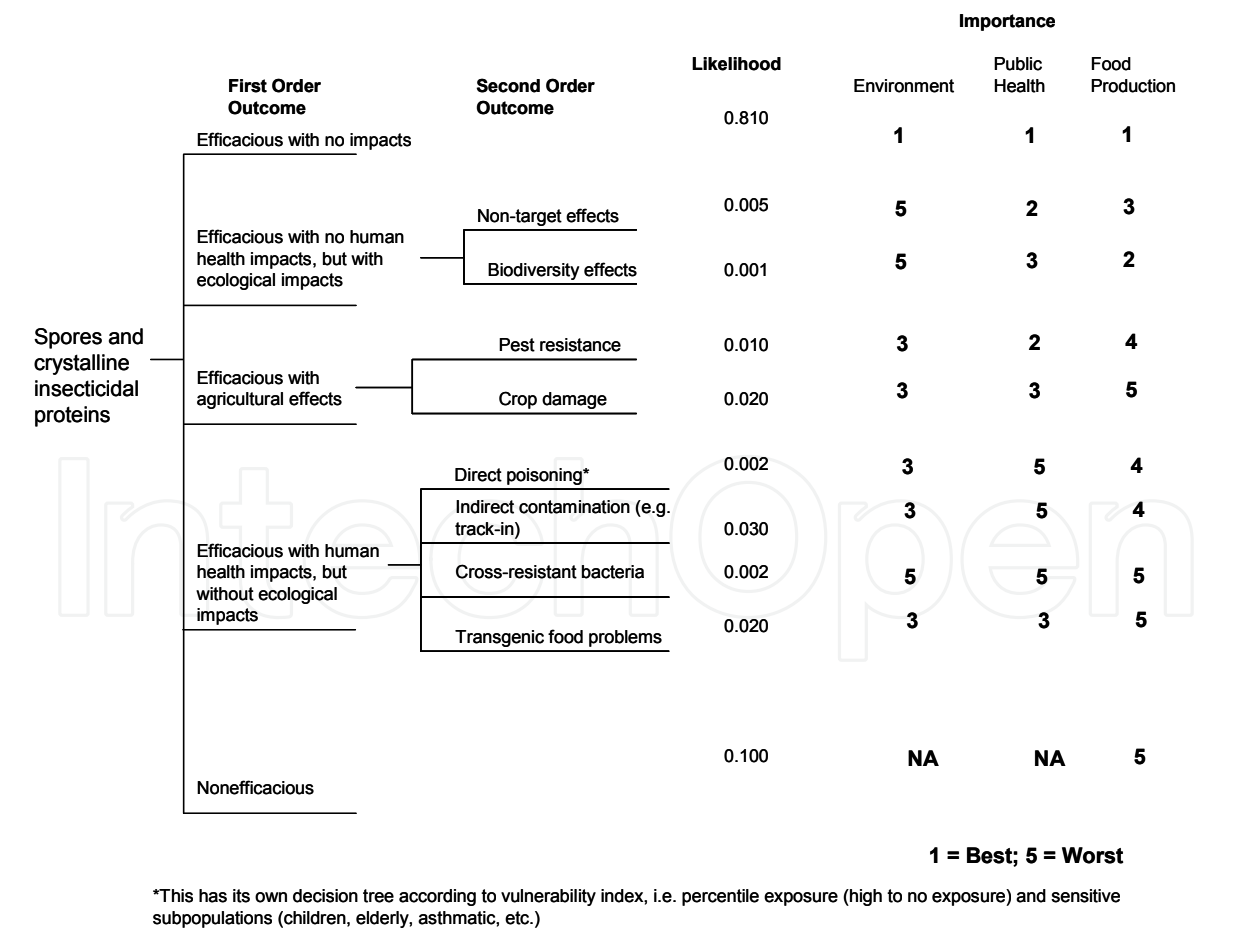 Importance
Likelihood
First Order
Outcome
Second Order
Outcome
Environment
Public
Health
Food
Production
Efficacious with no impacts
0.810
1
1
1
Efficacious with no human
health impacts, but with
ecological impacts
Non-target effects
0.005
5
2
3
Biodiversity effects
0.001
5
3
2
Spores and
crystalline
insecticidal
proteins
Efficacious with
agricultural effects
Pest resistance
0.010
3
2
4
Crop damage
0.020
3
3
5
Efficacious with human
health impacts, but
without ecological
impacts
Direct poisoning*
0.002
3
5
4
Indirect contamination (e.g.
track-in)
0.030
3
5
4
Cross-resistant bacteria
0.002
5
5
5
Transgenic food problems
0.020
3
3
5
Nonefficacious
0.100
NA
NA
5
1 = Best; 5 = Worst
*This has its own decision tree according to vulnerability index, i.e. percentile exposure (high to no exposure) and sensitive
subpopulations (children, elderly, asthmatic, etc.)
IntechOpen